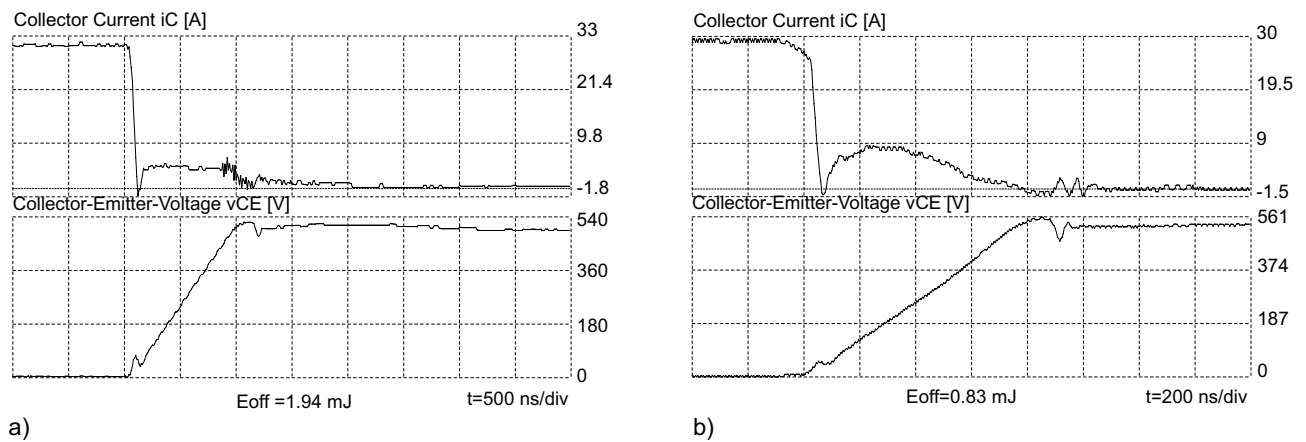 Collector Current iC [A]
33
21.4
9.8
-1.8
Collector-Emitter-Voltage vCE [V]
540
360
180
0
Eoff =1.94 mJ
t=500 ns/div
a)
Collector Current iC [A]
30
19.5
9
-1.5
Collector-Emitter-Voltage vCE [V]
561
374
187
0
Eoff=0.83 mJ
t=200 ns/div
b)